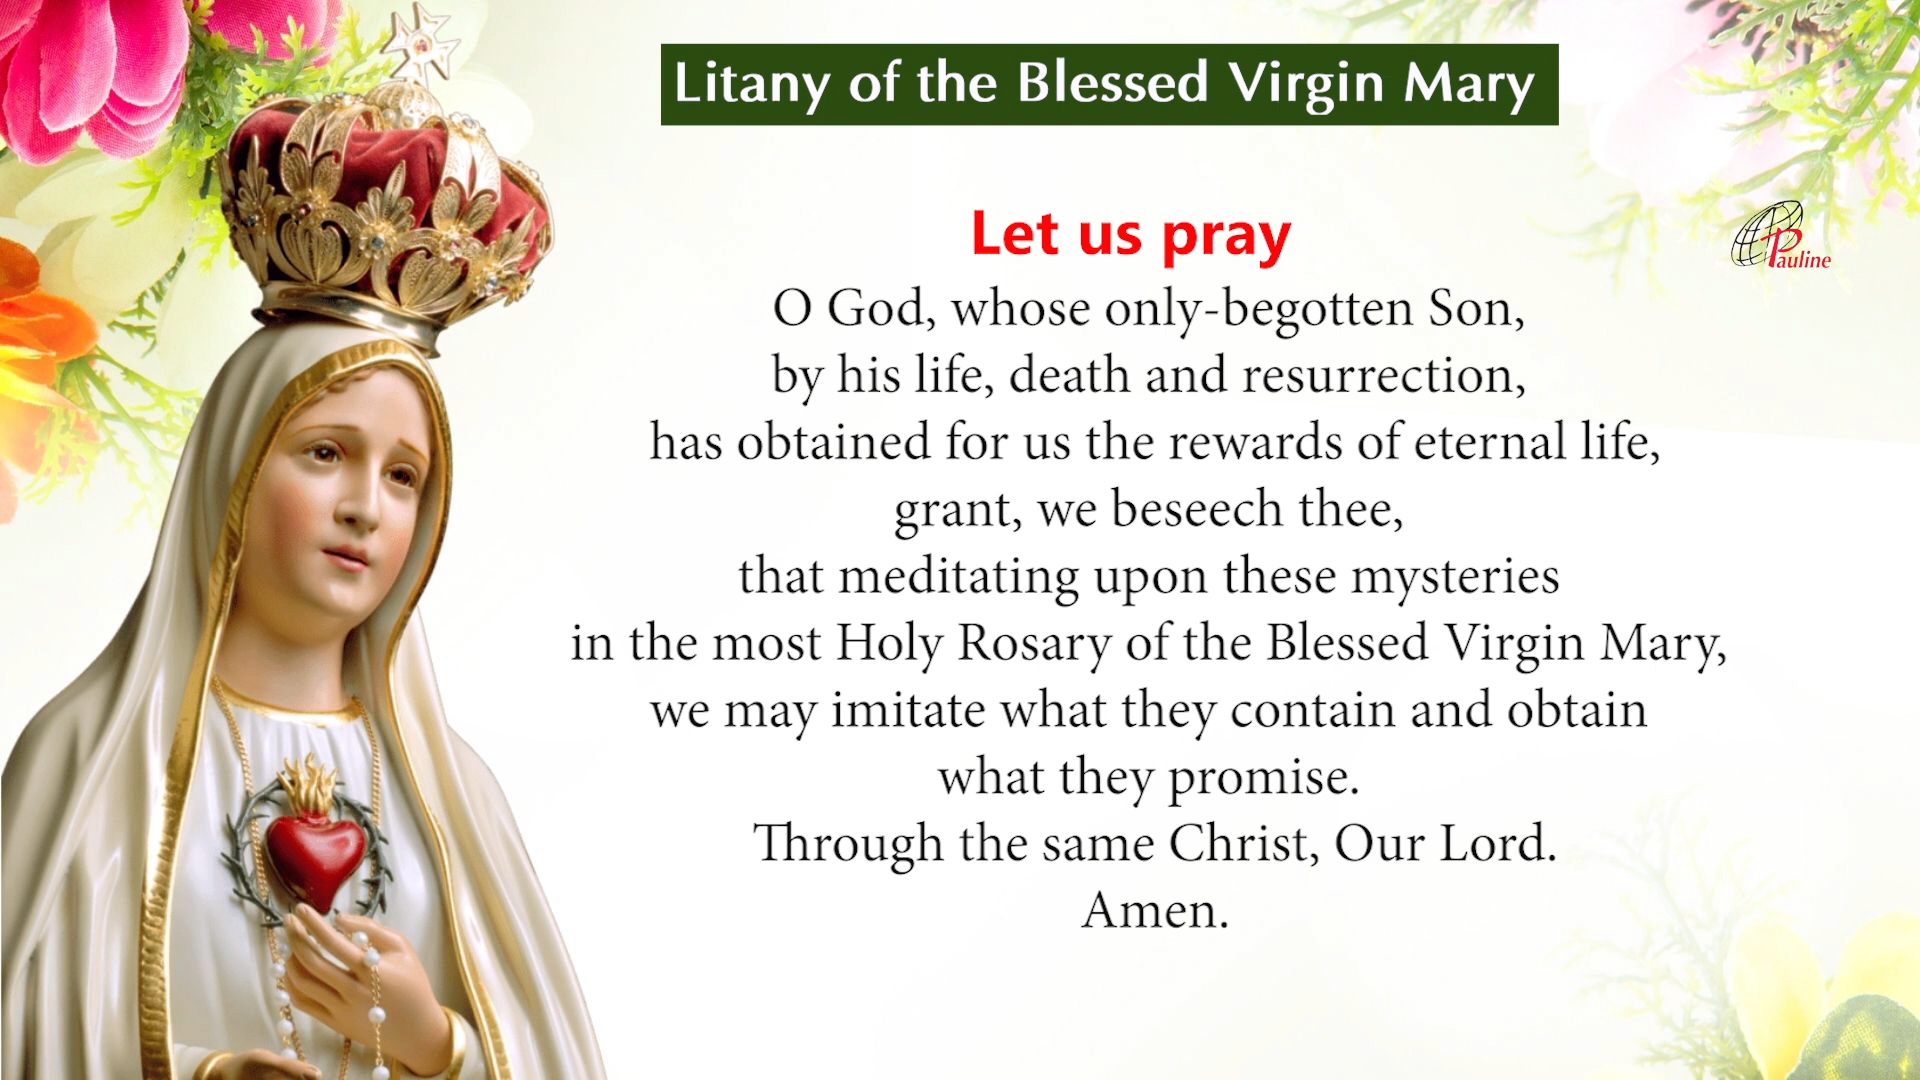 Litany of the Blessed Virgin Mary
Let us pray
Pauline
O God, whose only-begotten Son,
by his life, death and resurrection,
has obtained for us the rewards of eternal life,
grant, we beseech thee,
that meditating upon these mysteries
in the most Holy Rosary of the Blessed Virgin Mary,
we may imitate what they contain and obtain
what they promise.
Through the same Christ, Our Lord.
Amen.